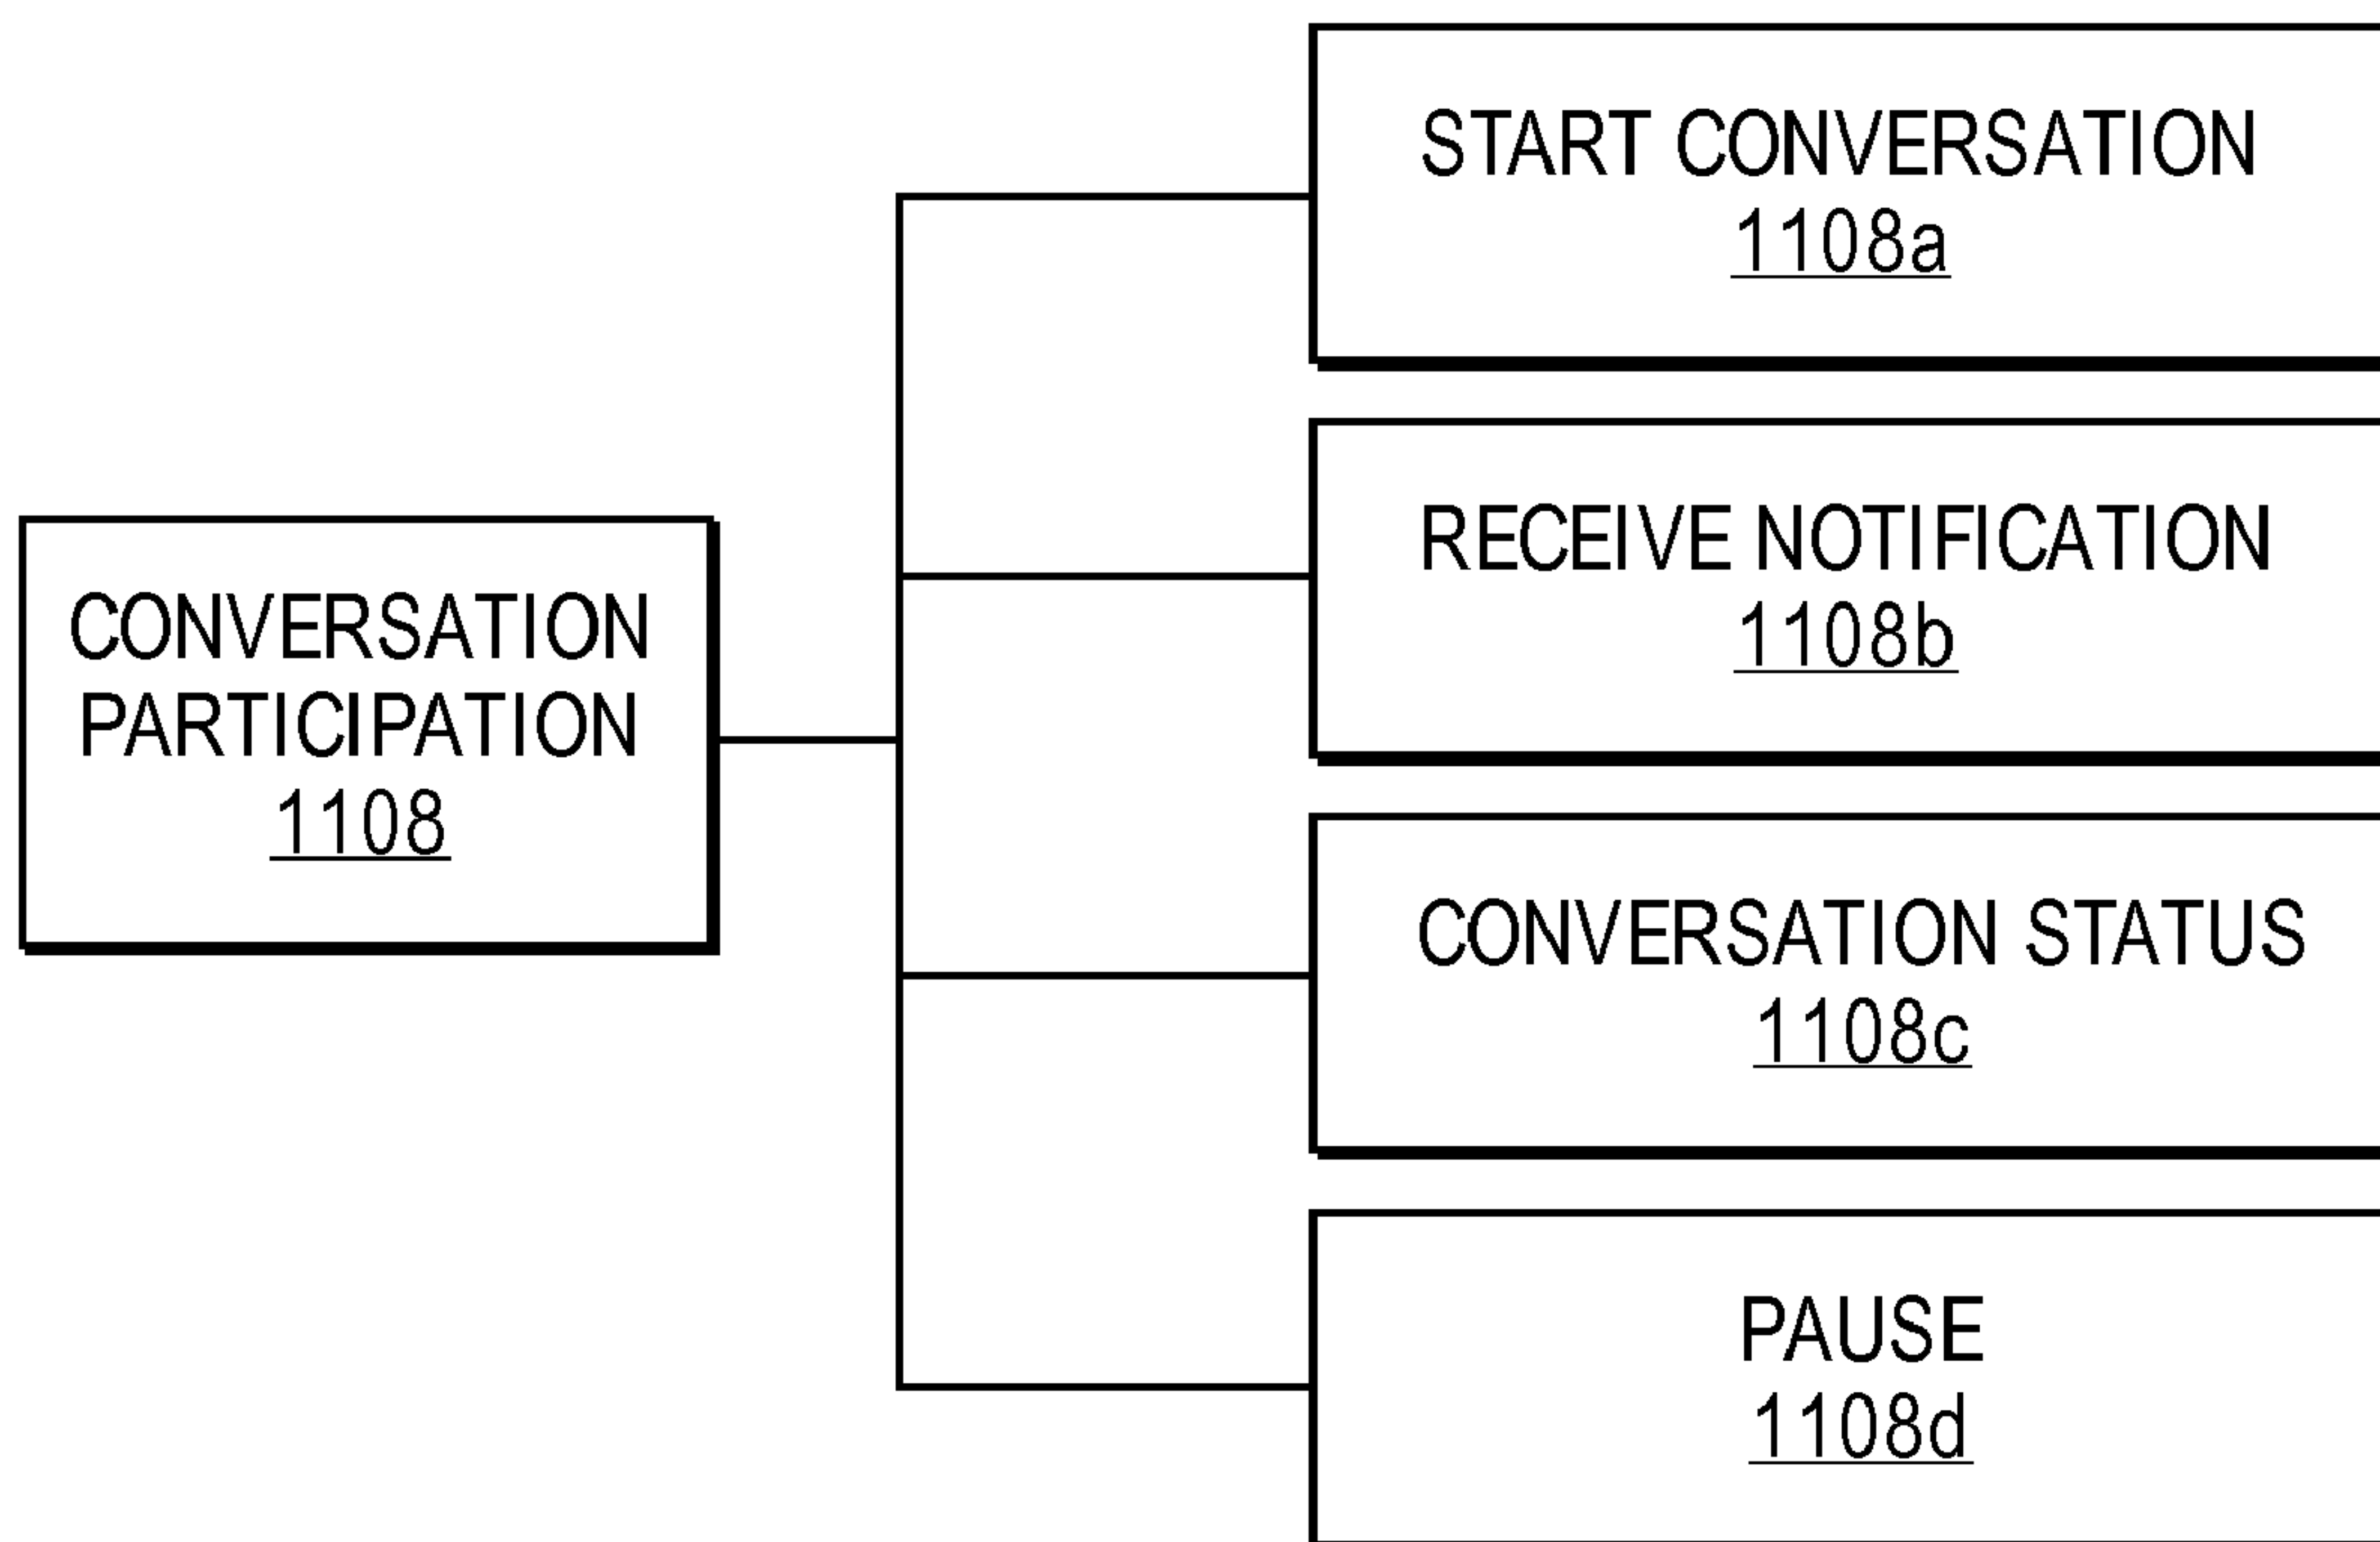 START CONVERSATION
1108a
RECEIVE NOTIFICATION
1108b
CONVERSATION
PARTICIPATION
1108
CONVERSATION STATUS
1108c
PAUSE
1108d